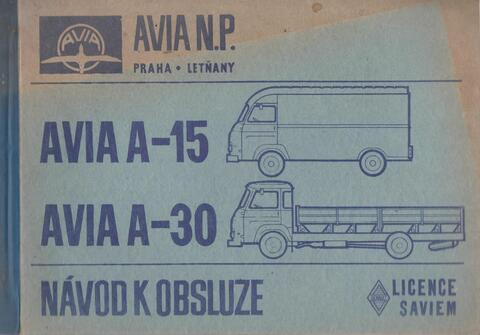 AVIA
AVIA N.P.
PRAHA • LETŇANY
AVIA A-15
AVIA A-30
NÁVOD K OBSLUZE
LICENCE
SAVIEM